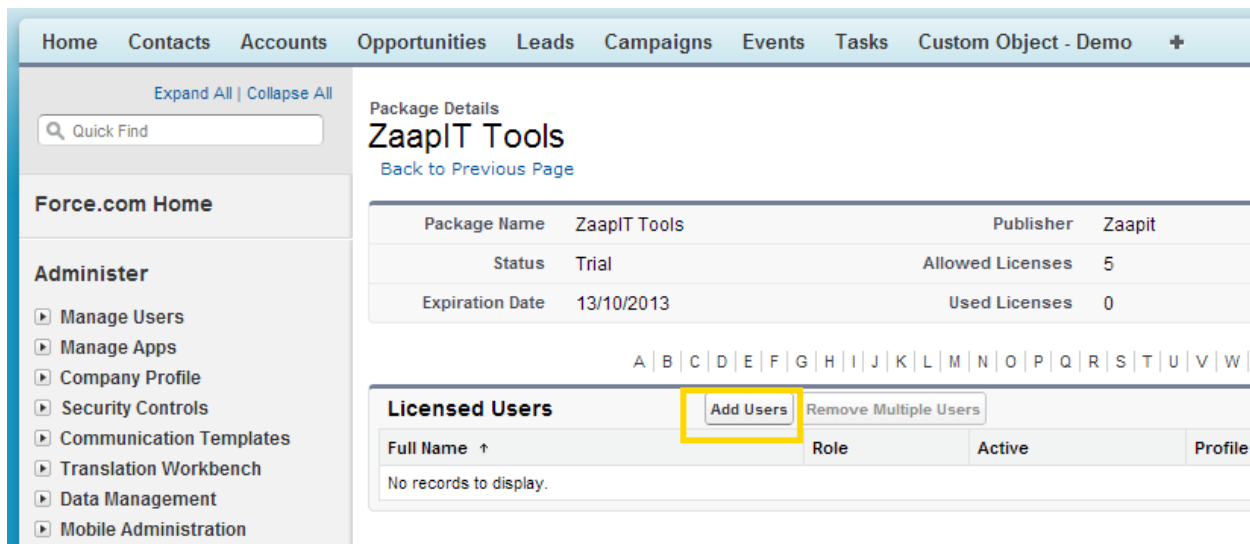 Home Contacts Accounts Opportunities Leads Campaigns Events Tasks Custom Object - Demo +
Expand All | Collapse All
Quick Find
Force.com Home
Administer
Manage Users
Manage Apps
Company Profile
Security Controls
Communication Templates
Translation Workbench
Data Management
Mobile Administration
Package Details
ZaapIT Tools
Back to Previous Page
Package Name ZaapIT Tools Publisher Zaapit
Status Trial Allowed Licenses 5
Expiration Date 13/10/2013 Used Licenses 0
A | B | C | D | E | F | G | H | I | J | K | L | M | N | O | P | Q | R | S | T | U | V | W |
Licensed Users Add Users Remove Multiple Users
Full Name ↑ Role Active Profile
No records to display.